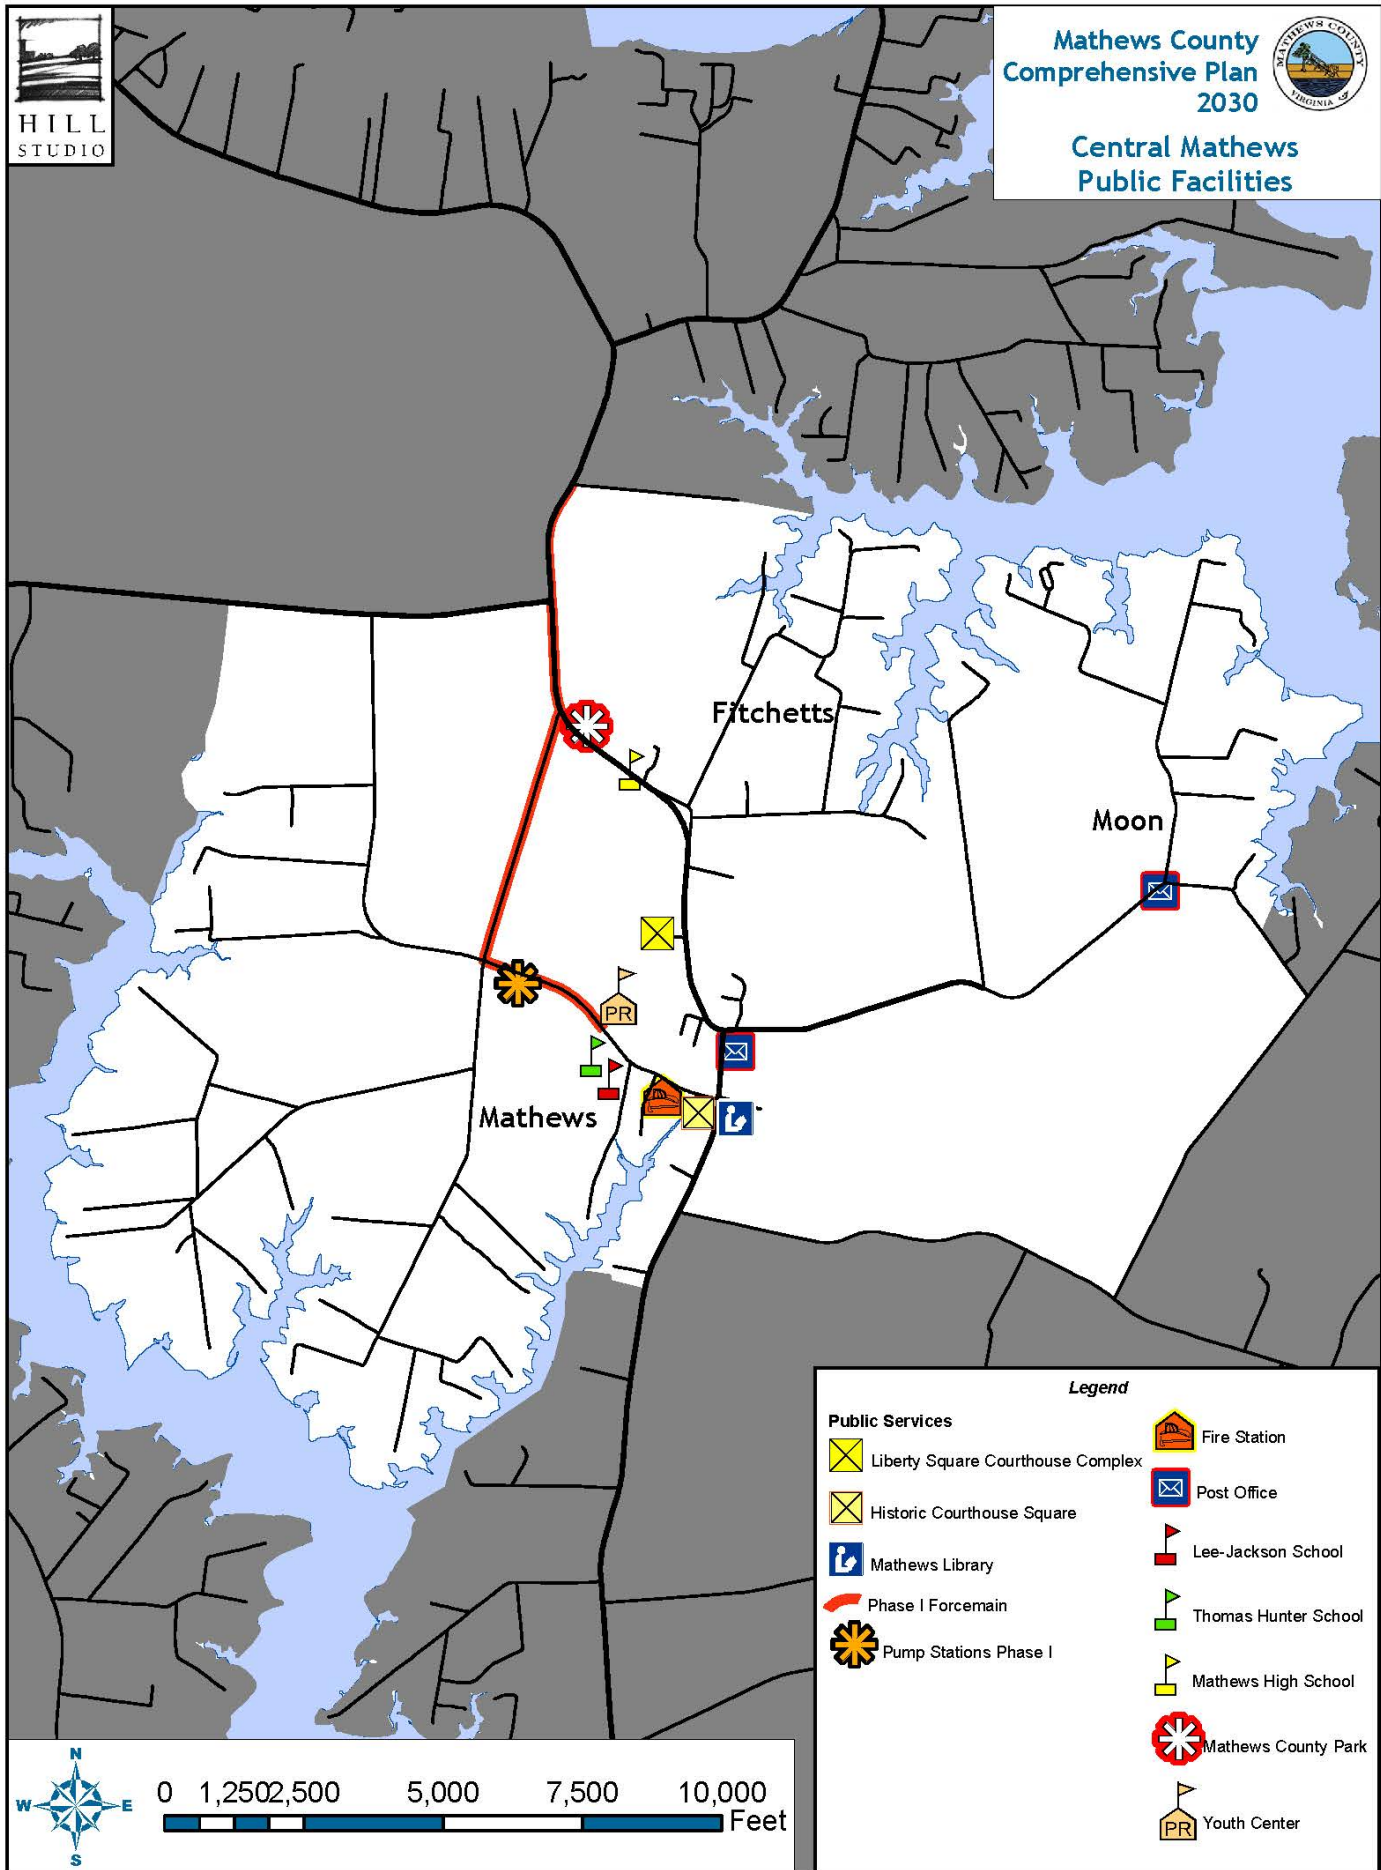 HILL
STUDIO
Mathews County
Comprehensive Plan
2030
MATHEWS COUNTY
VIRGINIA
Central Mathews
Public Facilities
Fitchetts
Moon
PR
Mathews
Legend
Public Services
Liberty Square Courthouse Complex
Historic Courthouse Square
Mathews Library
Phase I Forcemain
Pump Stations Phase I
Fire Station
Post Office
Lee-Jackson School
Thomas Hunter School
Mathews High School
Mathews County Park
PR
Youth Center
N
W E
S
0 1,250 2,500 5,000 7,500 10,000
Feet